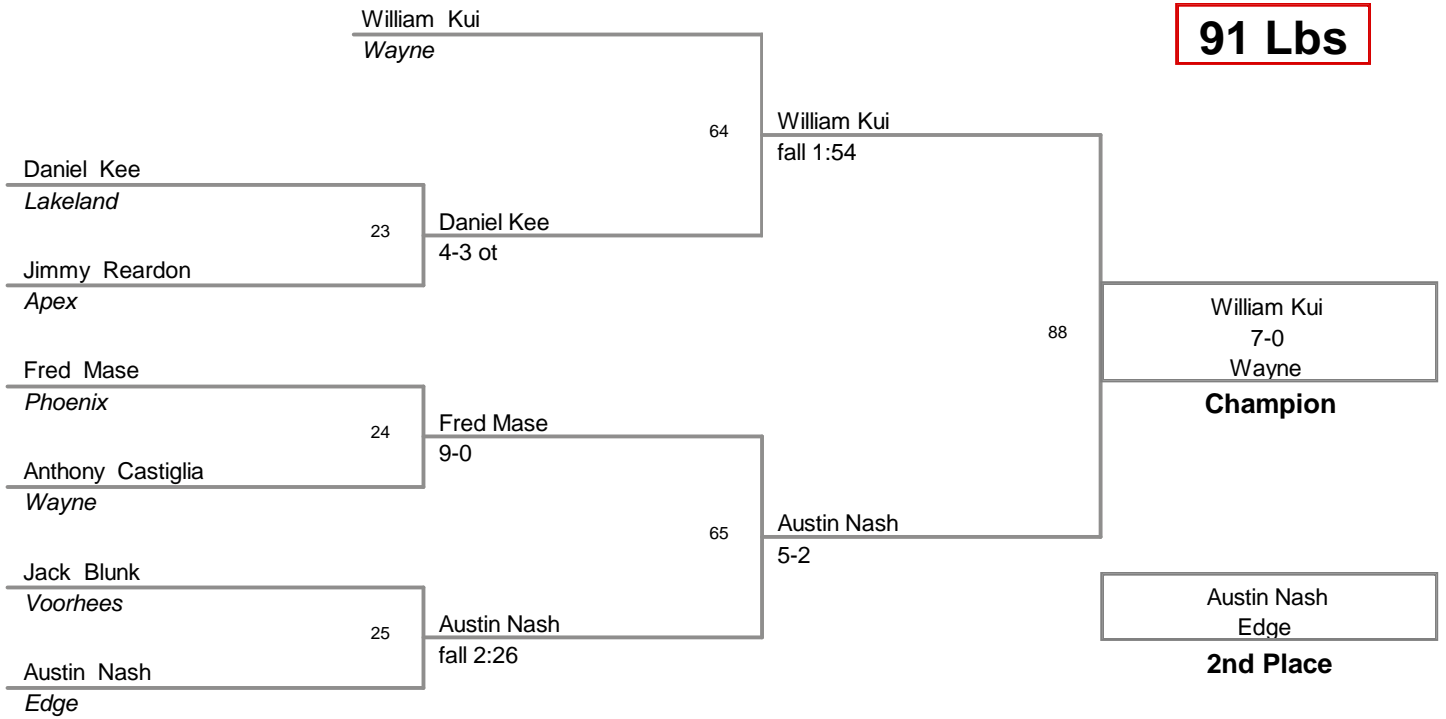 William Kui
Wayne
91 Lbs
64
William Kui
fall 1:54
Daniel Kee
Lakeland
23
Daniel Kee
4-3 ot
Jimmy Reardon
Apex
88
William Kui
7-0
Wayne
Champion
Fred Mase
Phoenix
24
Fred Mase
9-0
Anthony Castiglia
Wayne
65
Austin Nash
5-2
Jack Blunk
Voorhees
25
Austin Nash
fall 2:26
Austin Nash
Edge
Austin Nash
Edge
2nd Place